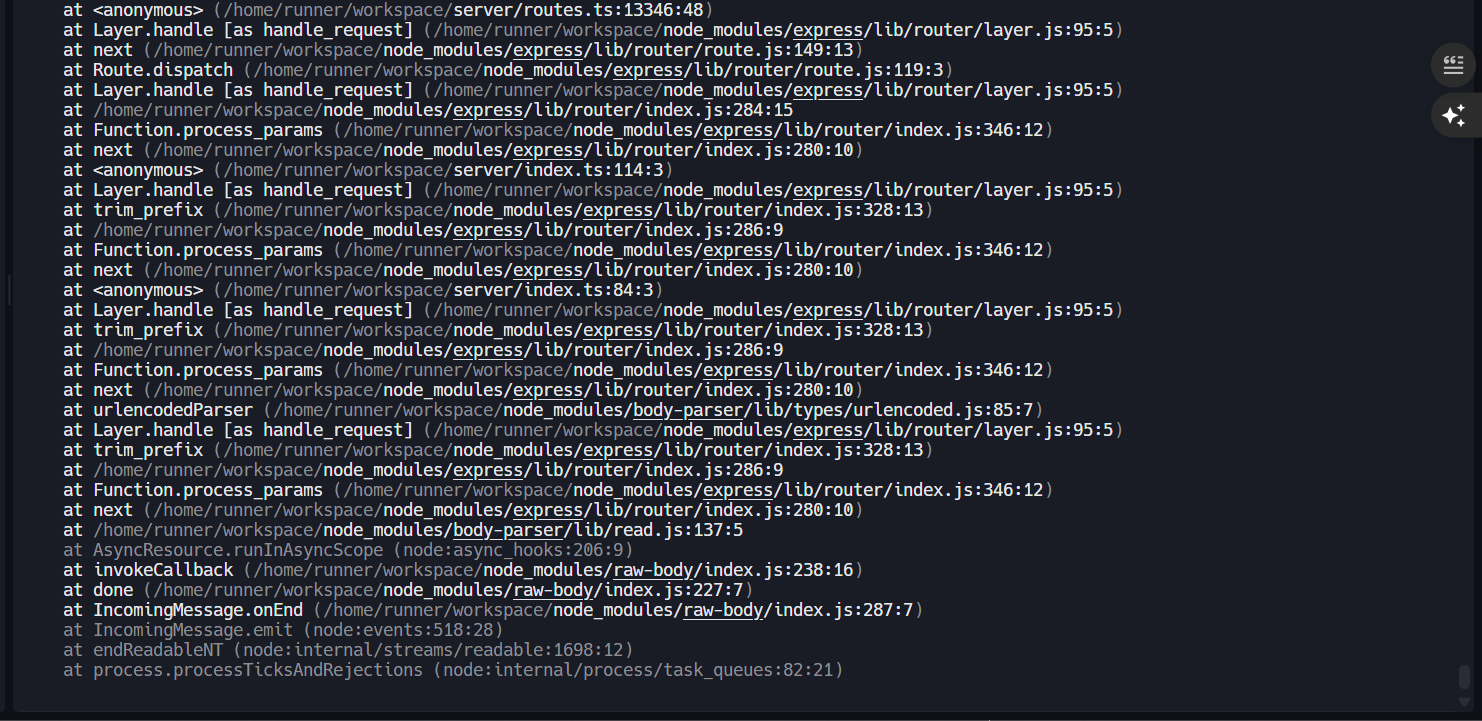 at <anonymous> (/home/runner/workspace/server/routes.ts:13346:48)
at Layer.handle [as handle_request] (/home/runner/workspace/node_modules/express/lib/router/layer.js:95:5)
at next (/home/runner/workspace/node_modules/express/lib/router/route.js:149:13)
at Route.dispatch (/home/runner/workspace/node_modules/express/lib/router/route.js:119:3)
at Layer.handle [as handle_request] (/home/runner/workspace/node_modules/express/lib/router/layer.js:95:5)
at /home/runner/workspace/node_modules/express/lib/router/index.js:284:15
at Function.process_params (/home/runner/workspace/node_modules/express/lib/router/index.js:346:12)
at next (/home/runner/workspace/node_modules/express/lib/router/index.js:280:10)
at <anonymous> (/home/runner/workspace/server/index.ts:114:3)
at Layer.handle [as handle_request] (/home/runner/workspace/node_modules/express/lib/router/layer.js:95:5)
at trim_prefix (/home/runner/workspace/node_modules/express/lib/router/index.js:328:13)
at /home/runner/workspace/node_modules/express/lib/router/index.js:286:9
at Function.process_params (/home/runner/workspace/node_modules/express/lib/router/index.js:346:12)
at next (/home/runner/workspace/node_modules/express/lib/router/index.js:280:10)
at <anonymous> (/home/runner/workspace/server/index.ts:84:3)
at Layer.handle [as handle_request] (/home/runner/workspace/node_modules/express/lib/router/layer.js:95:5)
at trim_prefix (/home/runner/workspace/node_modules/express/lib/router/index.js:328:13)
at /home/runner/workspace/node_modules/express/lib/router/index.js:286:9
at Function.process_params (/home/runner/workspace/node_modules/express/lib/router/index.js:346:12)
at next (/home/runner/workspace/node_modules/express/lib/router/index.js:280:10)
at urlencodedParser (/home/runner/workspace/node_modules/body-parser/lib/types/urlencoded.js:85:7)
at Layer.handle [as handle_request] (/home/runner/workspace/node_modules/express/lib/router/layer.js:95:5)
at trim_prefix (/home/runner/workspace/node_modules/express/lib/router/index.js:328:13)
at /home/runner/workspace/node_modules/express/lib/router/index.js:286:9
at Function.process_params (/home/runner/workspace/node_modules/express/lib/router/index.js:346:12)
at next (/home/runner/workspace/node_modules/express/lib/router/index.js:280:10)
at /home/runner/workspace/node_modules/body-parser/lib/read.js:137:5
at AsyncResource.runInAsyncScope (node:async_hooks:206:9)
at invokeCallback (/home/runner/workspace/node_modules/raw-body/index.js:238:16)
at done (/home/runner/workspace/node_modules/raw-body/index.js:227:7)
at IncomingMessage.onEnd (/home/runner/workspace/node_modules/raw-body/index.js:287:7)
at IncomingMessage.emit (node:events:518:28)
at endReadableNT (node:internal/streams/readable:1698:12)
at process.processTicksAndRejections (node:internal/process/task_queues:82:21)